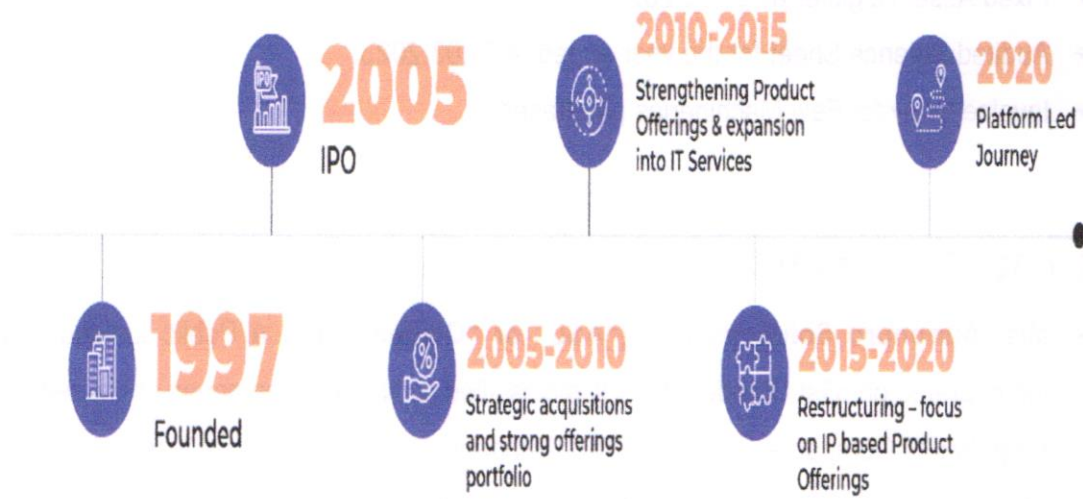 2005
IPO
2010-2015
Strengthening Product
Offerings & expansion
into IT Services
2020
Platform Led
Journey
1997
Founded
2005-2010
Strategic acquisitions
and strong offerings
portfolio
2015-2020
Restructuring – focus
on IP based Product
Offerings